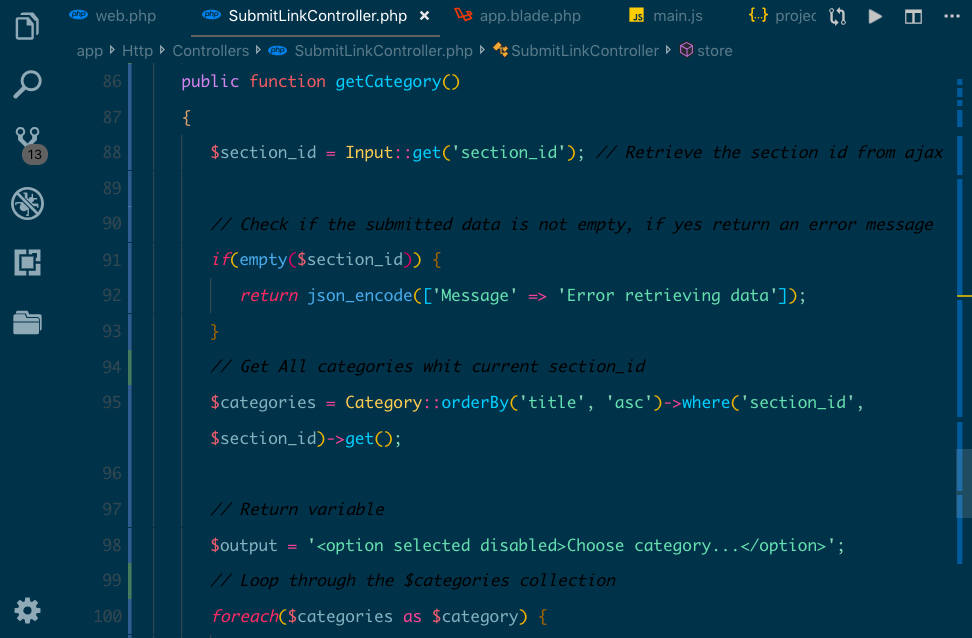 web.php SubmitLinkController.php × app.blade.php JS main.js {..} projec ...
app Http Controllers SubmitLinkController.php SubmitLinkController store
86 public function getCategory()
87 {
88 $section_id = Input::get('section_id'); // Retrieve the section id from ajax
89
90 // Check if the submitted data is not empty, if yes return an error message
91 if(empty($section_id)) {
92 return json_encode(['Message' => 'Error retrieving data']);
93 }
94 // Get All categories whit current section_id
95 $categories = Category::orderBy('title', 'asc')->where('section_id',
$section_id)->get();
96
97 // Return variable
98 $output = '<option selected disabled>Choose category...</option>';
99 // Loop through the $categories collection
100 foreach($categories as $category) {
13